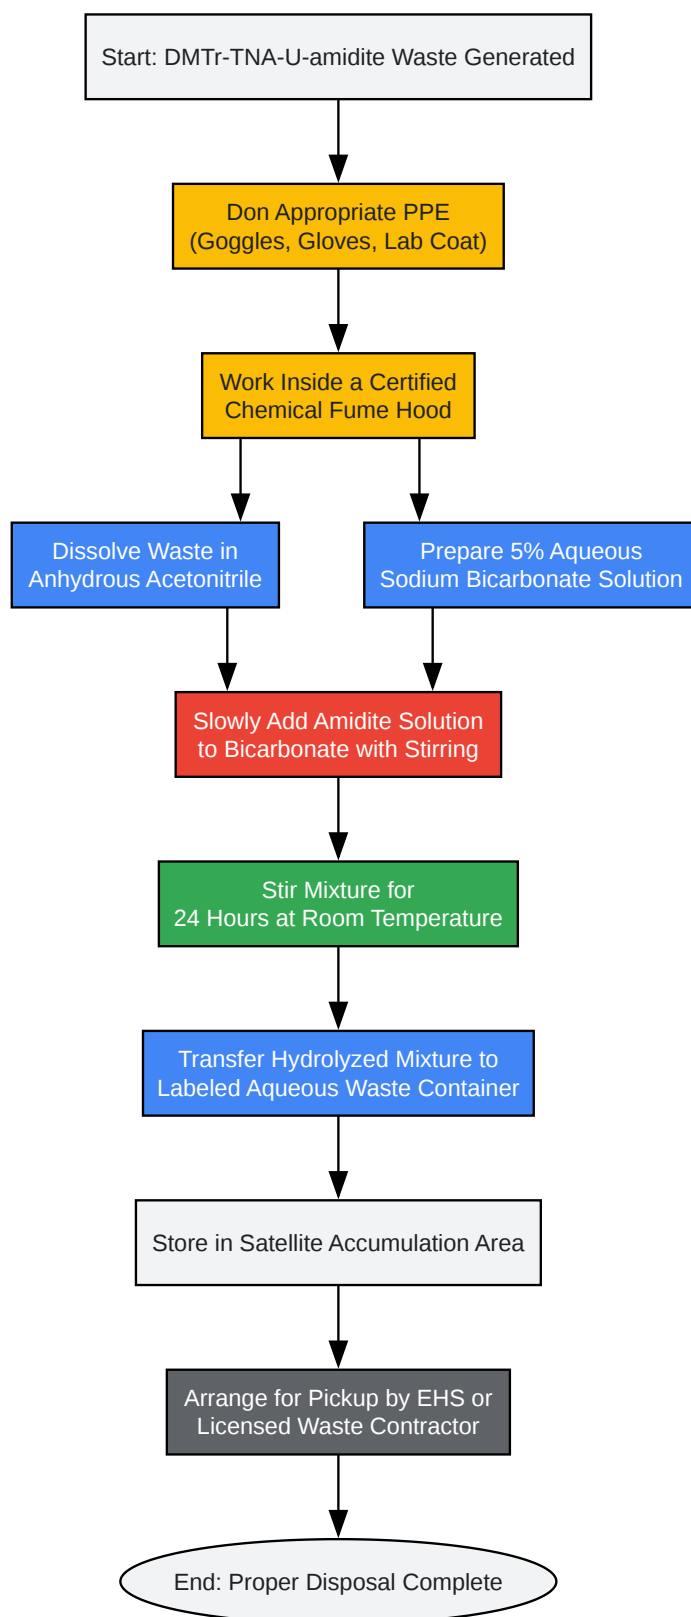 Start: DMTr-TNA-U-amidite Waste Generated
Don Appropriate PPE
(Goggles, Gloves, Lab Coat)
Work Inside a Certified
Chemical Fume Hood
Dissolve Waste in
Anhydrous Acetonitrile
Prepare 5% Aqueous
Sodium Bicarbonate Solution
Slowly Add Amidite Solution
to Bicarbonate with Stirring
Stir Mixture for
24 Hours at Room Temperature
Transfer Hydrolyzed Mixture to
Labeled Aqueous Waste Container
Store in Satellite Accumulation Area
Arrange for Pickup by EHS or
Licensed Waste Contractor
End: Proper Disposal Complete